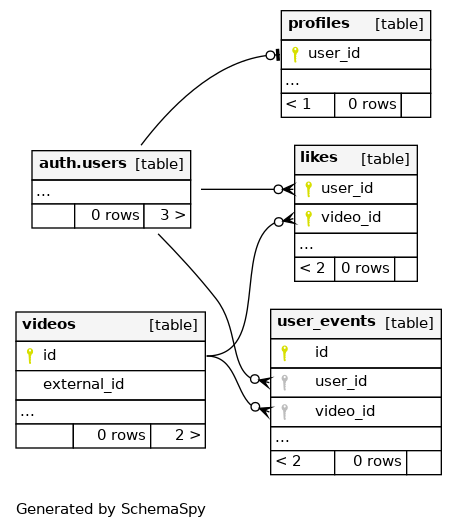 profiles [table]
user_id
...
< 1 0 rows
auth.users [table]
...
0 rows 3 >
likes [table]
user_id
video_id
...
< 2 0 rows
videos [table]
id
external_id
...
0 rows 2 >
user_events [table]
id
user_id
video_id
...
< 2 0 rows
Generated by SchemaSpy